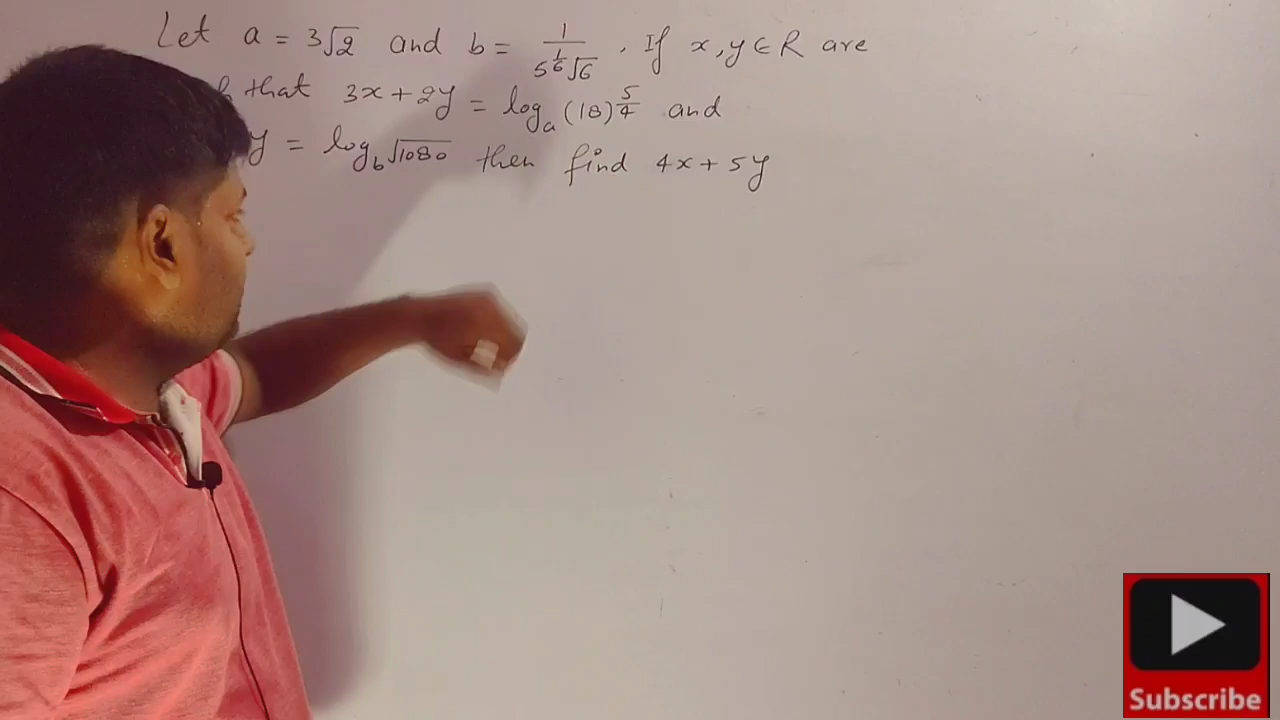 Let a = 3√2 and b = 1/(5^(1/6)√6) . If x,y ∈ R are
that 3x+2y = log_a (18)^(5/4) and
y = log_b √1080 then find 4x+5y
Subscribe